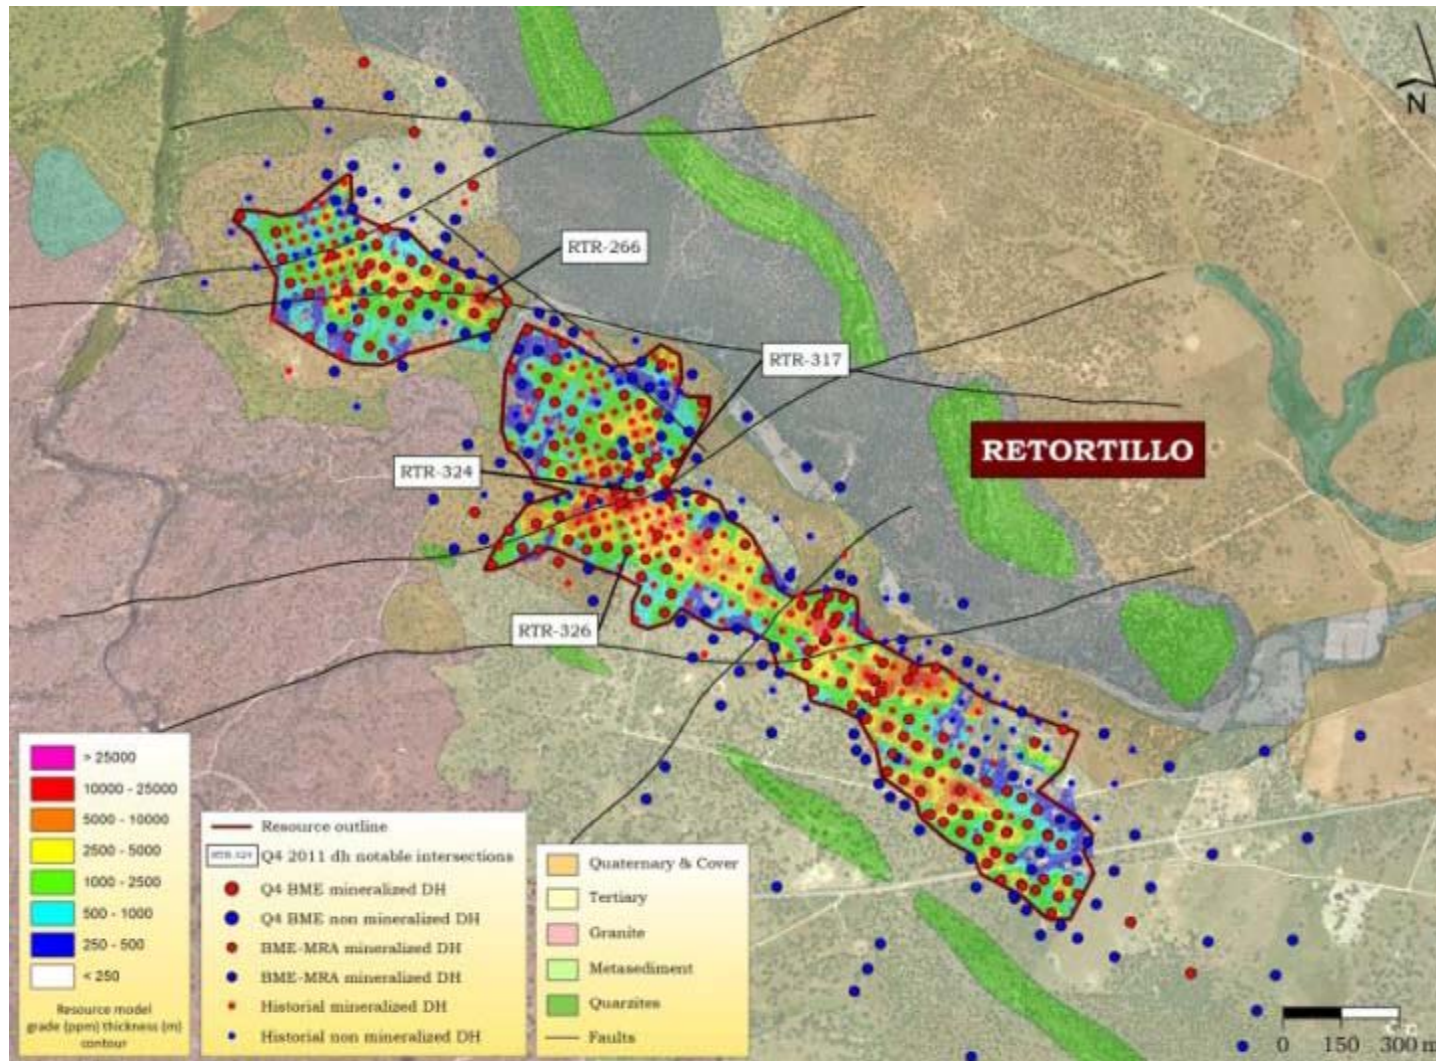 N
RTR-266
RTR-317
RETORTILLO
RTR-324
RTR-326
> 25000
10000 - 25000
5000 - 10000
2500 - 5000
1000 - 2500
500 - 1000
250 - 500
< 250
Resource model
grade (ppm) thickness (m)
contour
Resource outline
Q4 2011 dh notable intersections
Q4 BME mineralized DH
Q4 BME non mineralized DH
BME-MRA mineralized DH
BME-MRA mineralized DH
Historial mineralized DH
Historial non mineralized DH
Quaternary & Cover
Tertiary
Granite
Metasediment
Quarzites
Faults
0 150 300 m